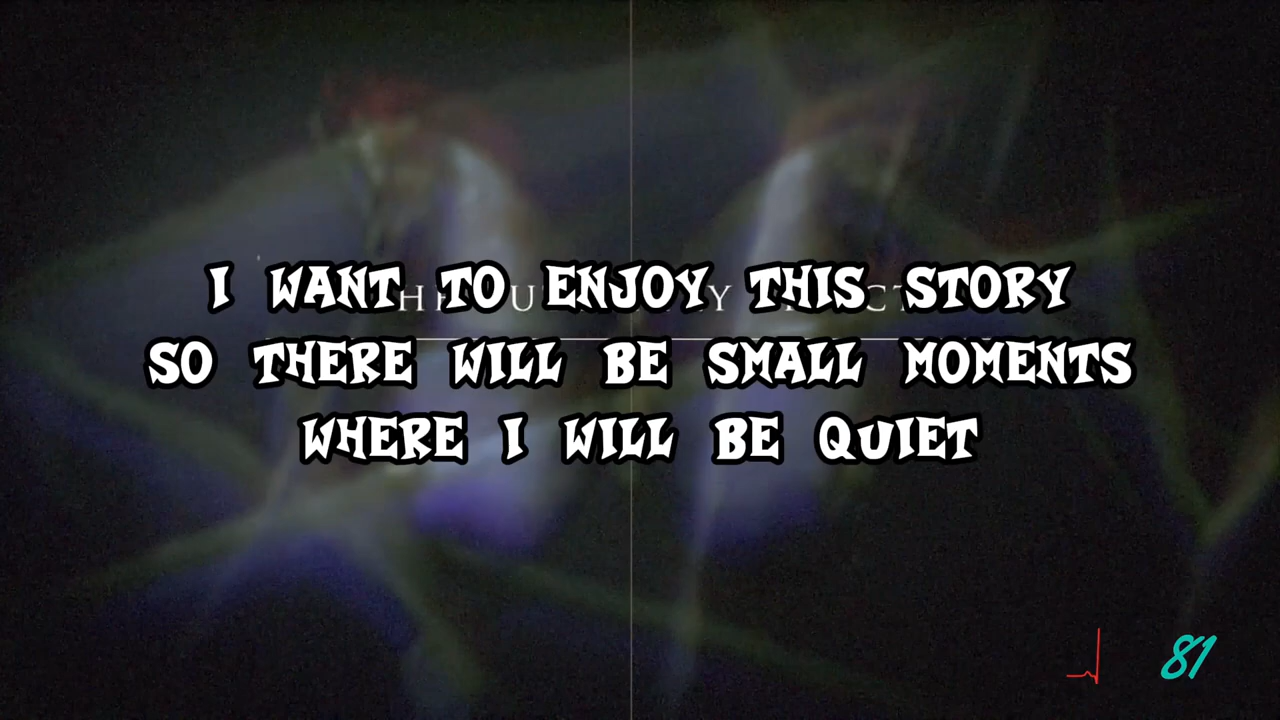 I WANT TO ENJOY THIS STORY
SO THERE WILL BE SMALL MOMENTS
WHERE I WILL BE QUIET
81